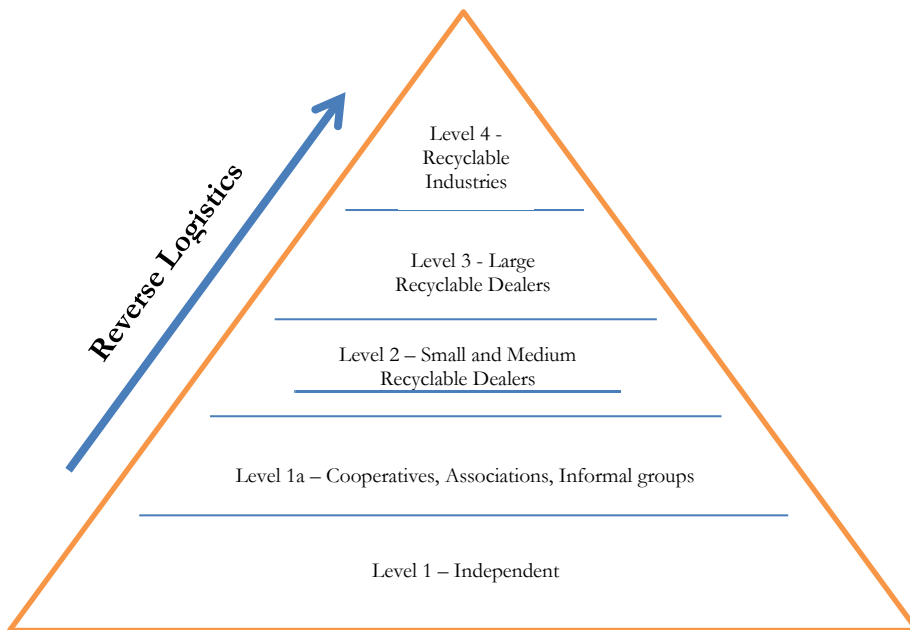 Reverse Logistics
Level 4 -
Recyclable
Industries
Level 3 - Large
Recyclable Dealers
Level 2 – Small and Medium
Recyclable Dealers
Level 1a – Cooperatives, Associations, Informal groups
Level 1 – Independent